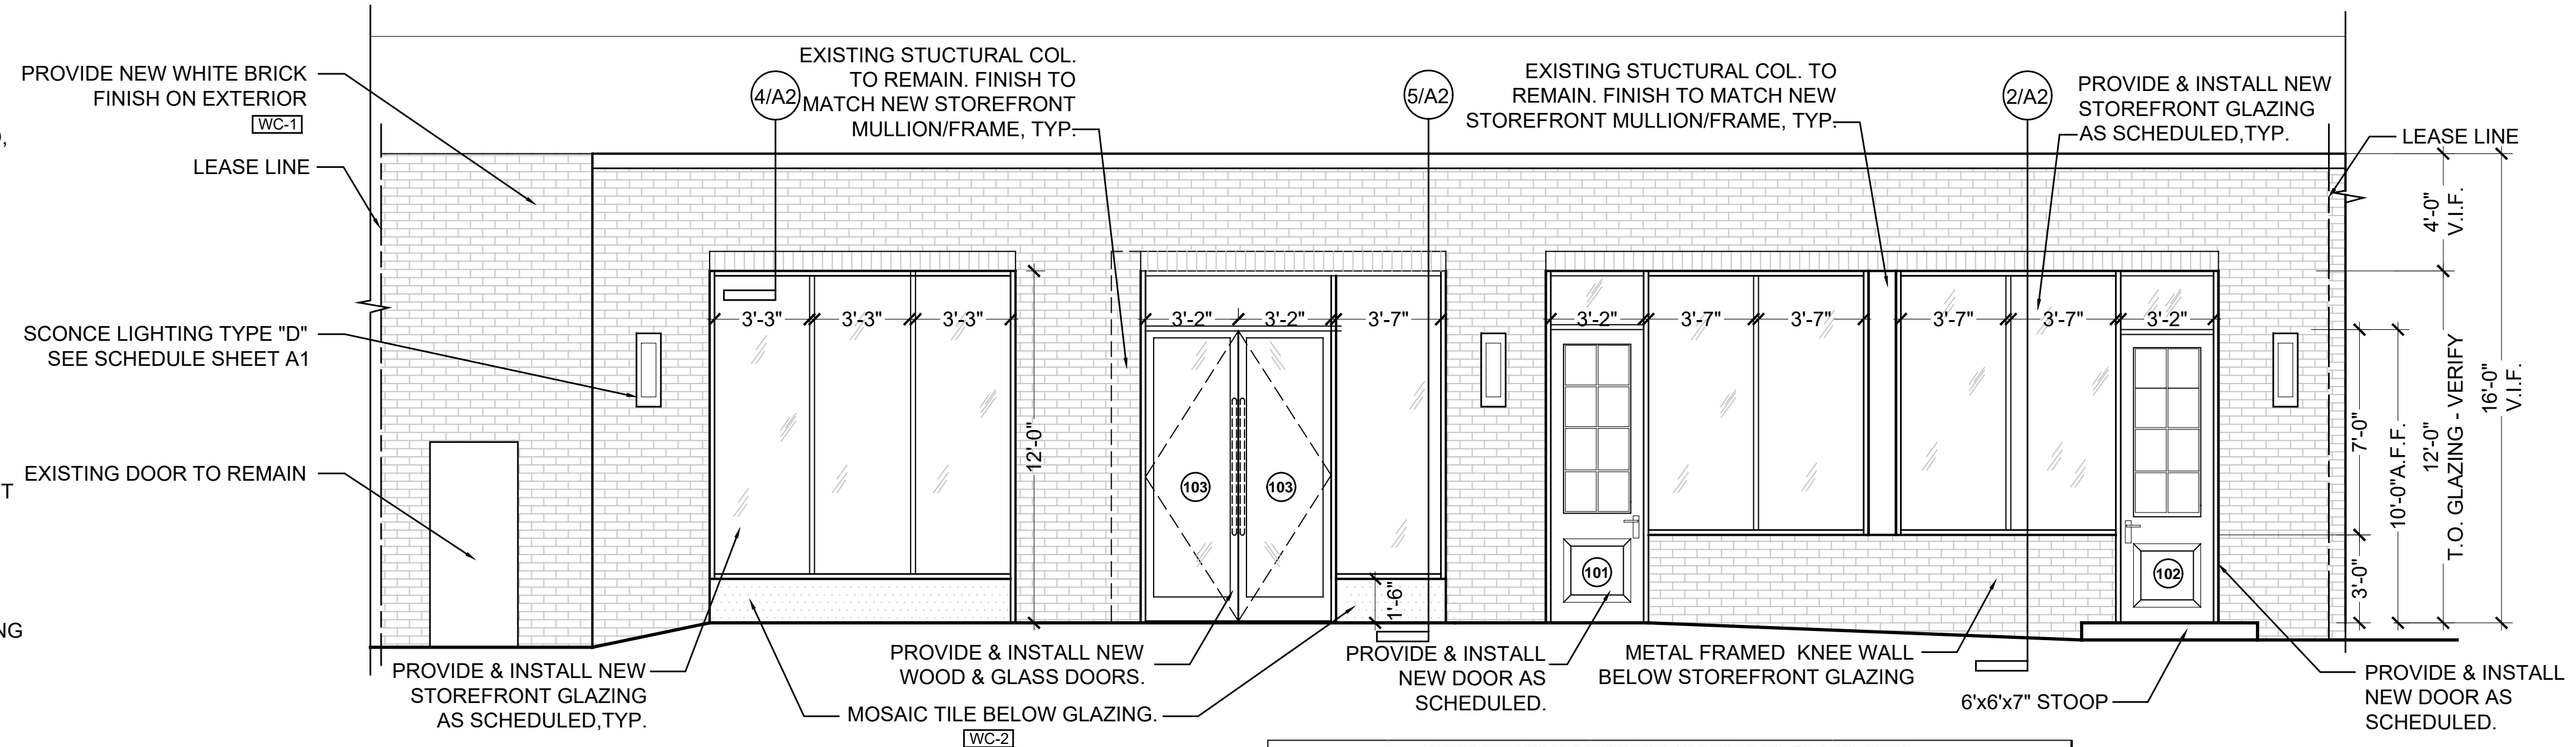 PROVIDE NEW WHITE BRICK
FINISH ON EXTERIOR
WC-1
LEASE LINE
SCONCE LIGHTING TYPE "D"
SEE SCHEDULE SHEET A1
EXISTING DOOR TO REMAIN
4/A2
EXISTING STUCTURAL COL.
TO REMAIN. FINISH TO
MATCH NEW STOREFRONT
MULLION/FRAME, TYP.
5/A2
EXISTING STUCTURAL COL. TO
REMAIN. FINISH TO MATCH NEW
STOREFRONT MULLION/FRAME, TYP.
2/A2
PROVIDE & INSTALL NEW
STOREFRONT GLAZING
AS SCHEDULED,TYP.
LEASE LINE
3'-3" 3'-3" 3'-3"
12'-0"
3'-2" 3'-2" 3'-7"
3'-2" 3'-7" 3'-7" 3'-7" 3'-7" 3'-2"
103 103
101
102
1'-6"
7'-0"
3'-0"
10'-0"A.F.F.
4'-0"
V.I.F.
12'-0"
T.O. GLAZING - VERIFY
16'-0"
V.I.F.
PROVIDE & INSTALL NEW
STOREFRONT GLAZING
AS SCHEDULED,TYP.
PROVIDE & INSTALL NEW
WOOD & GLASS DOORS.
MOSAIC TILE BELOW GLAZING.
WC-2
PROVIDE & INSTALL
NEW DOOR AS
SCHEDULED.
METAL FRAMED KNEE WALL
BELOW STOREFRONT GLAZING
6'x6'x7" STOOP
PROVIDE & INSTALL
NEW DOOR AS
SCHEDULED.